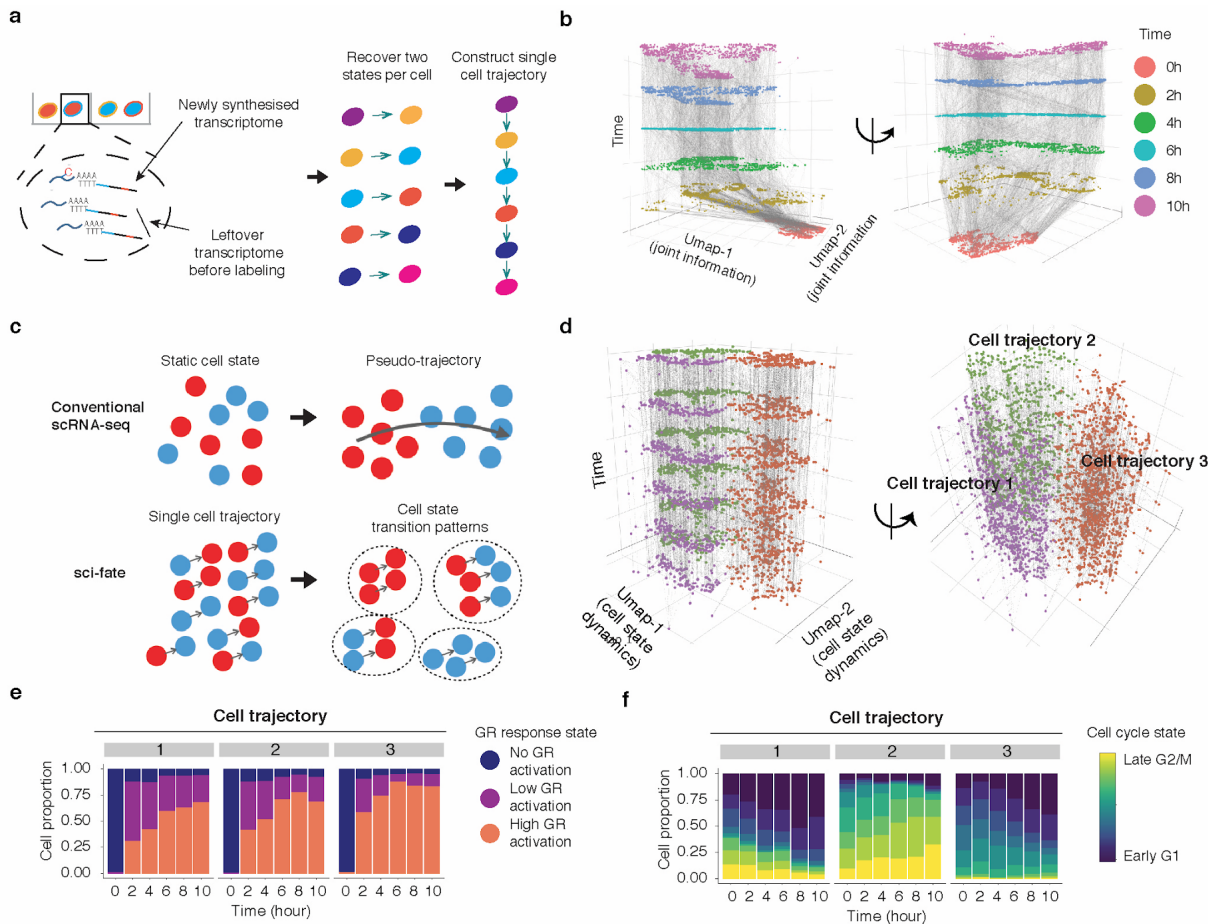 a
Newly synthesised
transcriptome
AAAA
TTTT
AAAA
TTTT
AAAA
TTTT
Leftover
transcriptome
before labeling
Recover two
states per cell
Construct single
cell trajectory
b
Time
Umap-1
(joint information)
Umap-2
(joint information)
Time
0h
2h
4h
6h
8h
10h
c
Static cell state
Pseudo-trajectory
Conventional
scRNA-seq
Single cell trajectory
Cell state
transition patterns
sci-fate
d
Time
Umap-1
(cell state
dynamics)
Umap-2
(cell state
dynamics)
Cell trajectory 2
Cell trajectory 1
Cell trajectory 3
e
Cell trajectory
1 2 3
Cell proportion
1.00
0.75
0.50
0.25
0.00
0 2 4 6 8 10 0 2 4 6 8 10 0 2 4 6 8 10
Time (hour)
GR response state
No GR
activation
Low GR
activation
High GR
activation
f
Cell trajectory
1 2 3
Cell proportion
1.00
0.75
0.50
0.25
0.00
0 2 4 6 8 10 0 2 4 6 8 10 0 2 4 6 8 10
Time (hour)
Cell cycle state
Late G2/M
Early G1